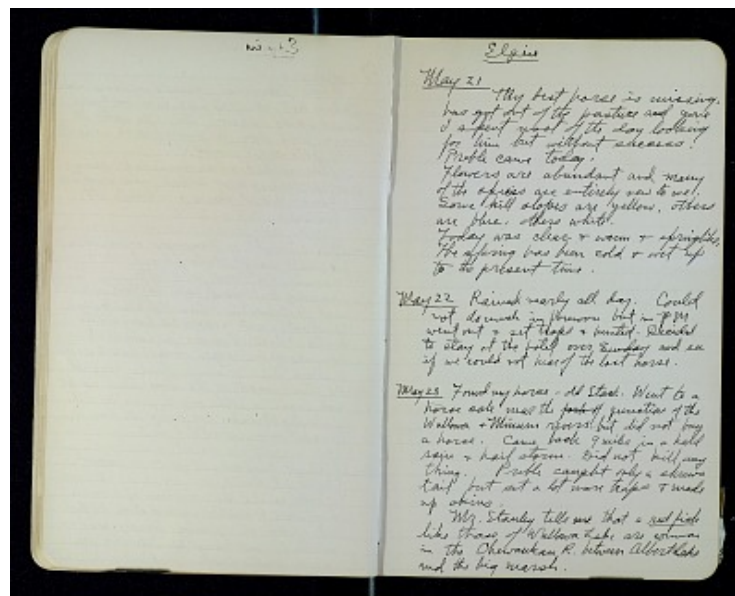 Elgin
May 21
My best horse is missing,
has got out of the pasture and gone
I spent most of the day looking
for him but without success.
Preble came today.
Flowers are abundant and many
of the species are entirely new to me.
Some hill slopes are yellow, others
are blue, others white.
Today was clear & warm & springlike,
The spring has been cold & wet up
to the present time.
May 22 Rained nearly all day. Could
not do much in forenoon but in P.M.
went out & set traps & hunted. Decided
to stay at the hotel over Sunday and see
if we could not hear of the lost horse.
May 23 Found my horse - old Stack. Went to a
horse sale near the fork of junction of the
Wallowa & Minum rivers but did not buy
a horse. Came back 9 miles in a
rain & hail storm. Did not kill any
thing. Preble caught only a
tail but set a lot more traps & made
up skins.
Mr. Stanley tells me that a red fish
like those of Wallowa Lake are common
in the Chewaukan R. between Albert Lake
and the big marsh.